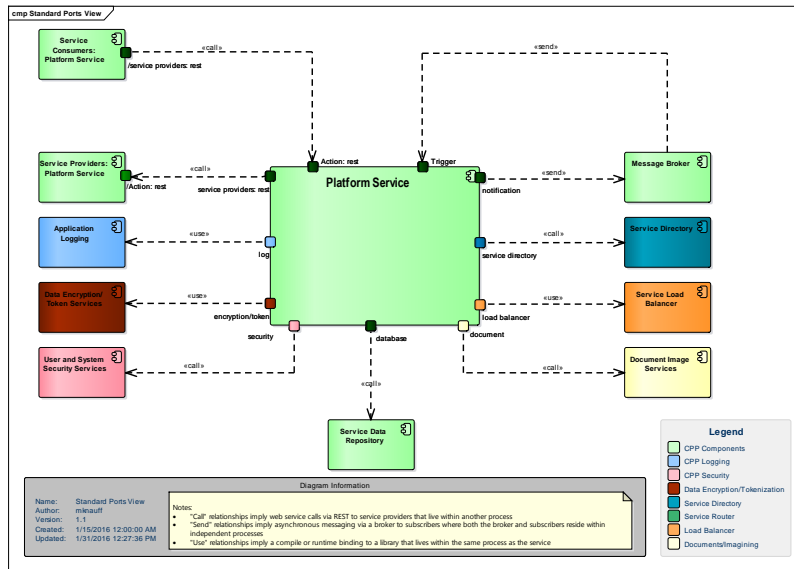 cmp Standard Ports View
Service
Consumers:
Platform Service
/service providers: rest
«call»
«send»
Service Providers:
Platform Service
/Action: rest
«call»
service providers: rest
Action: rest
Trigger
Platform Service
notification
«send»
Message Broker
Application
Logging
«use»
log
service directory
«call»
Service Directory
Data Encryption/
Token Services
«use»
encryption/token
load balancer
«use»
Service Load
Balancer
User and System
Security Services
«call»
security
database
document
«call»
Document Image
Services
«call»
Service Data
Repository
Legend
CPP Components
CPP Logging
CPP Security
Data Encryption/Tokenization
Service Directory
Service Router
Load Balancer
Documents/Imagining
Diagram Information
Name: Standard Ports View
Author: mknauff
Version: 1.1
Created: 1/15/2016 12:00:00 AM
Updated: 1/31/2016 12:27:36 PM
Notes:
• "Call" relationships imply web service calls via REST to service providers that live within another process
• "Send" relationships imply asynchronous messaging via a broker to subscribers where both the broker and subscribers reside within
independent processes
• "Use" relationships imply a compile or runtime binding to a library that lives within the same process as the service